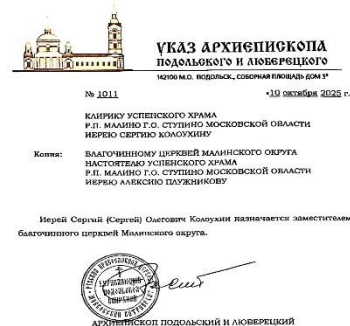 УКАЗ АРХИЕПИСКОПА
ПОДОЛЬСКОГО И ЛЮБЕРЕЦКОГО
142100 М.О. ПОДОЛЬСК., СОБОРНАЯ ПЛОЩАДЬ ДОМ 3ª
№ 1011
«10 октября 2025 г.
КЛИРИКУ УСПЕНСКОГО ХРАМА
Р.П. МАЛИНО Г.О. СТУПИНО МОСКОВСКОЙ ОБЛАСТИ
ИЕРЕЮ СЕРГИЮ КОЛОУХИНУ
Копия: БЛАГОЧИННОМУ ЦЕРКВЕЙ МАЛИНСКОГО ОКРУГА
НАСТОЯТЕЛЮ УСПЕНСКОГО ХРАМА
Р.П. МАЛИНО Г.О. СТУПИНО МОСКОВСКОЙ ОБЛАСТИ
ИЕРЕЮ АЛЕКСИЮ ПЛУЖНИКОВУ
Иерей Сергий (Сергей) Олегович Колоухин назначается заместителем
благочинного церквей Малинского округа.
АРХИЕПИСКОП ПОДОЛЬСКИЙ И ЛЮБЕРЕЦКИЙ